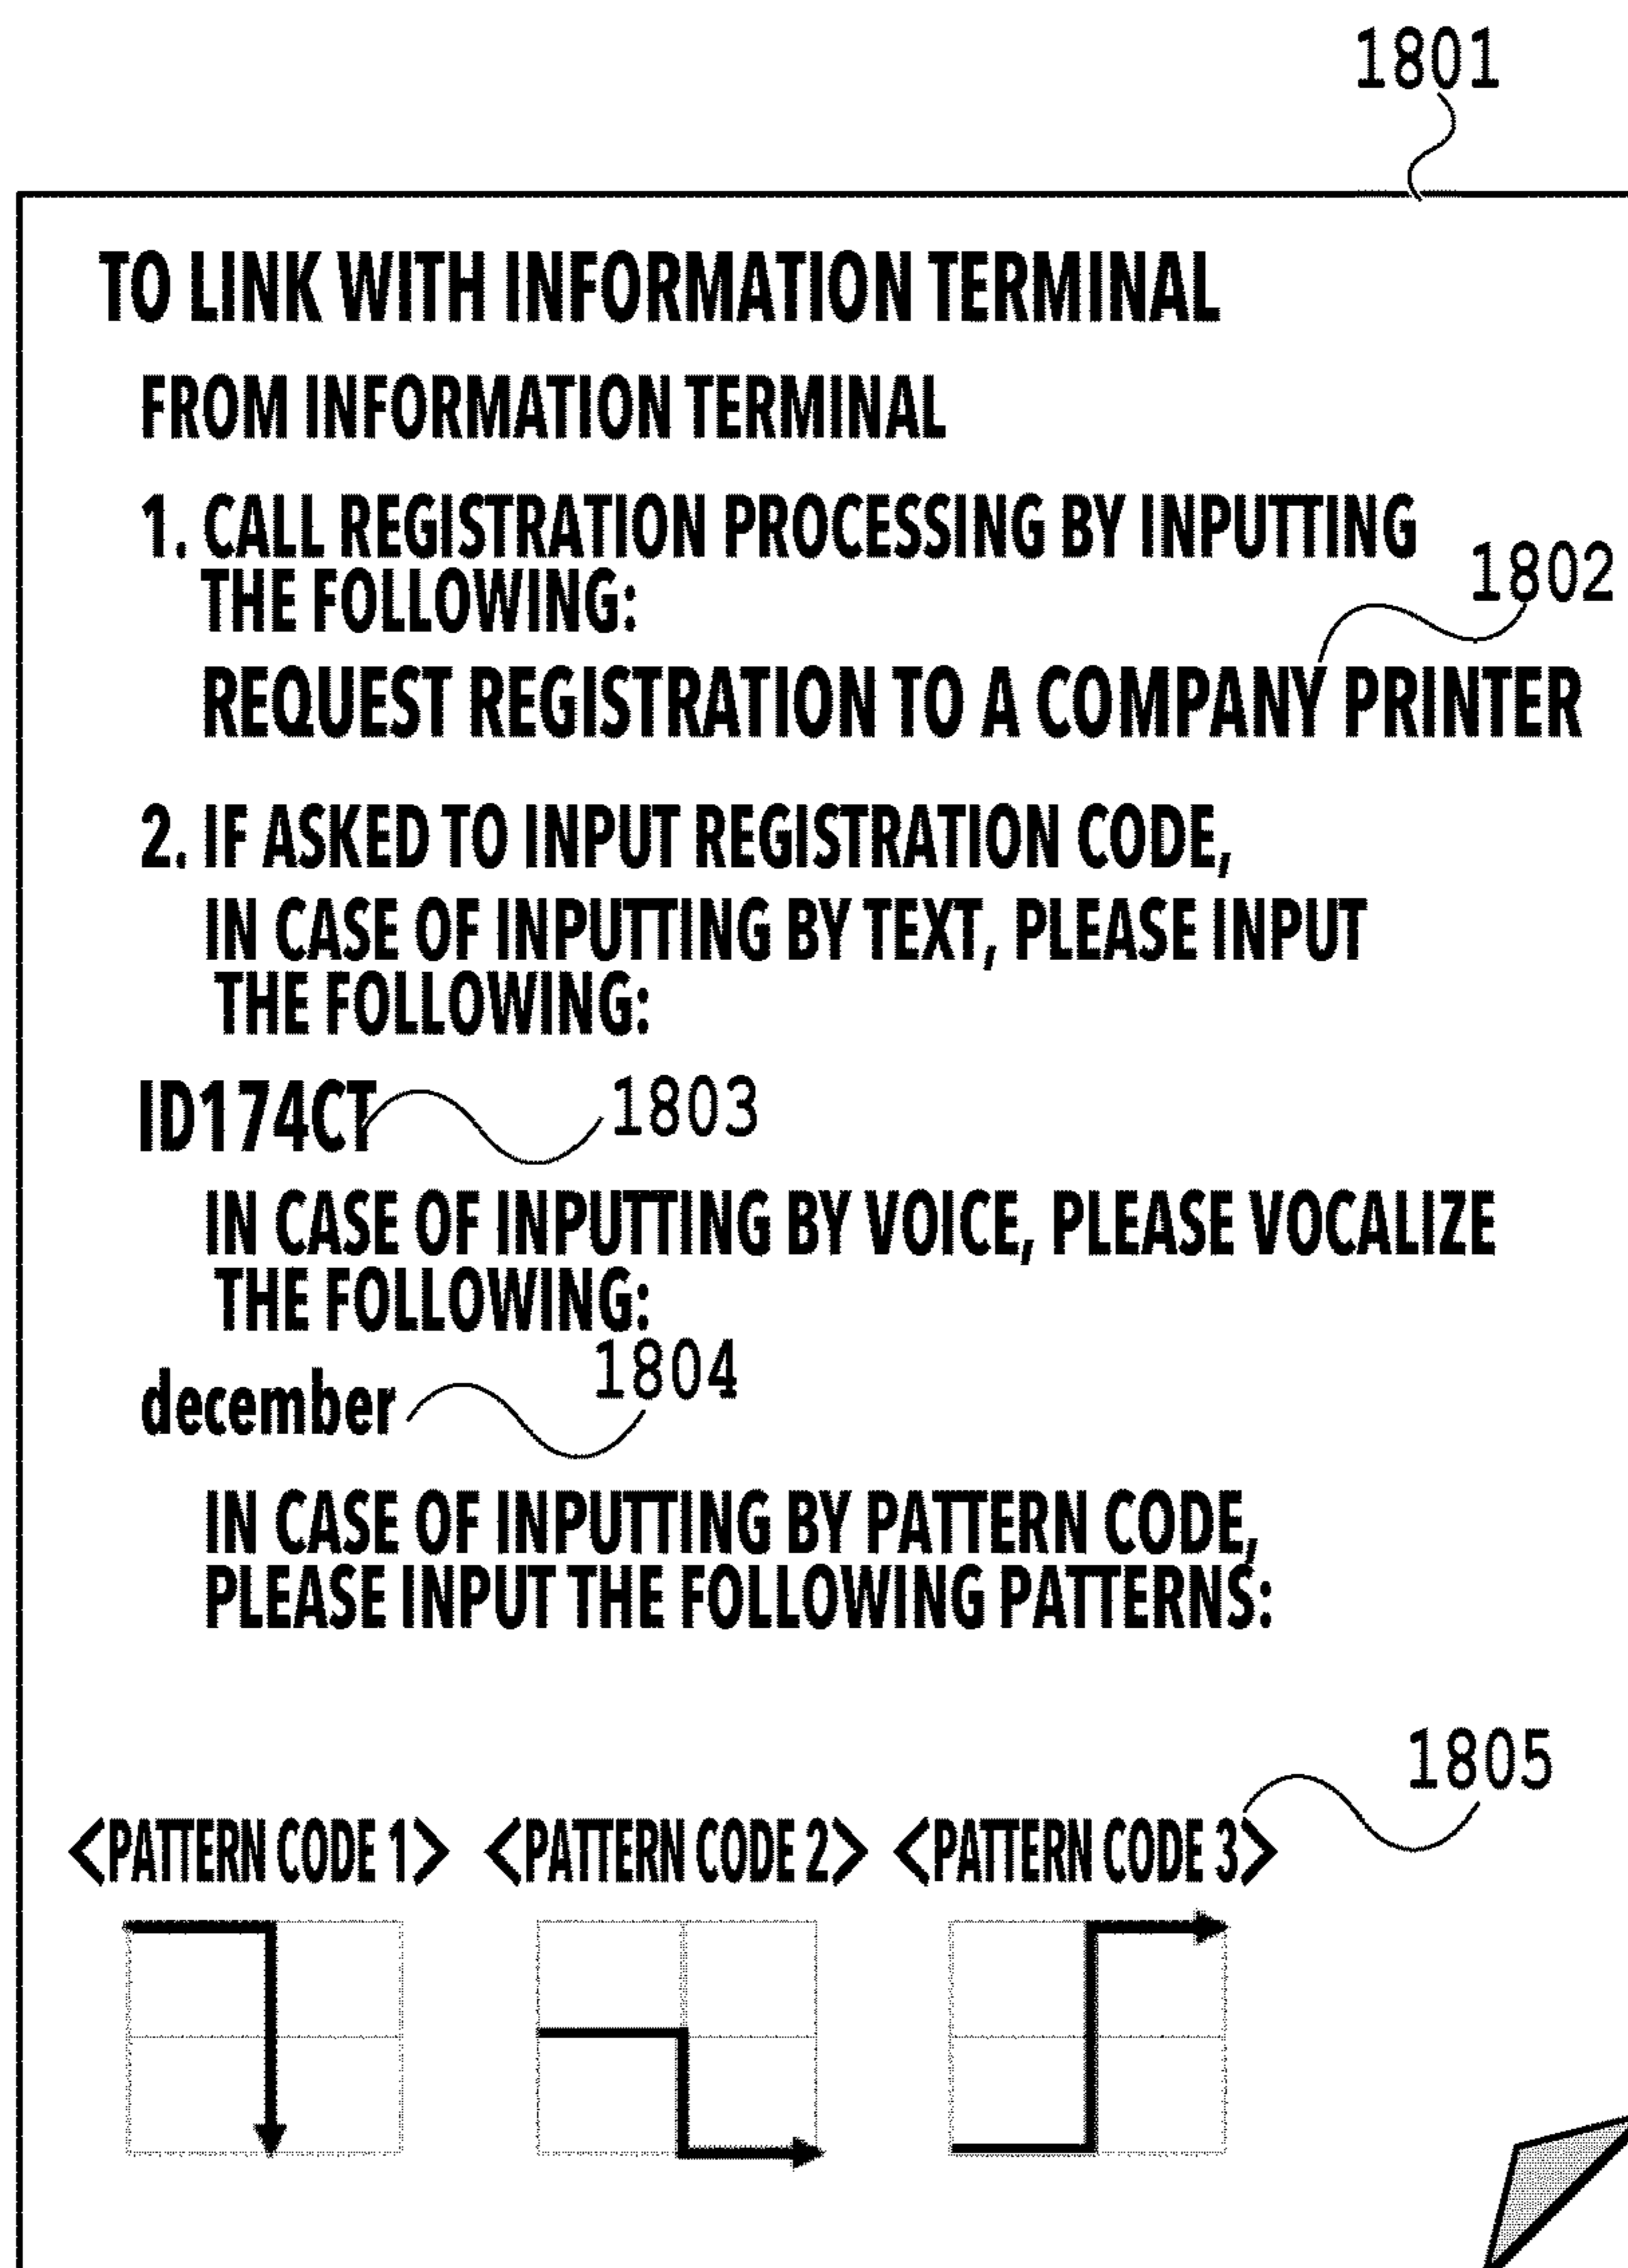 1801
TO LINK WITH INFORMATION TERMINAL
FROM INFORMATION TERMINAL
1. CALL REGISTRATION PROCESSING BY INPUTTING
THE FOLLOWING:
1802
REQUEST REGISTRATION TO A COMPANY PRINTER
2. IF ASKED TO INPUT REGISTRATION CODE,
IN CASE OF INPUTTING BY TEXT, PLEASE INPUT
THE FOLLOWING:
ID174CT 1803
IN CASE OF INPUTTING BY VOICE, PLEASE VOCALIZE
THE FOLLOWING:
december 1804
IN CASE OF INPUTTING BY PATTERN CODE,
PLEASE INPUT THE FOLLOWING PATTERNS:
1805
<PATTERN CODE 1> <PATTERN CODE 2> <PATTERN CODE 3>